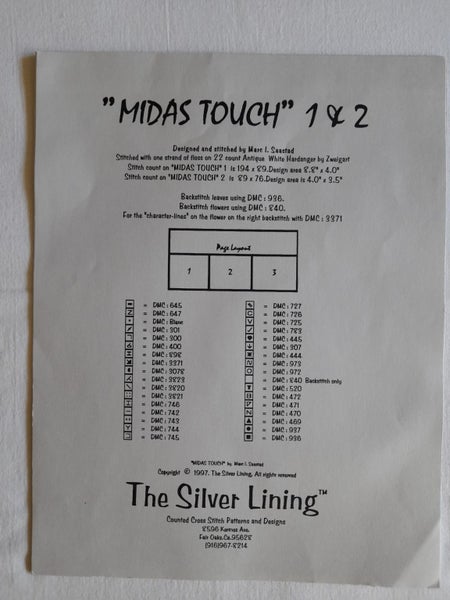 "MIDAS TOUCH" 1 & 2
Designed and stitched by Marc I. Saastad
Stitched with one strand of floss on 22 count Antique White Hardanger by Zweigart
Stitch count on "MIDAS TOUCH" 1 is 194 x 89.Design area 8.8" x 4.0"
Stitch count on "MIDAS TOUCH" 2 is 89 x 76.Design area is 4.0" x 3.5"
Backstitch leaves using DMC : 936.
Backstitch flowers using DMC : 840.
For the "character-lines" on the flower on the right backstitch with DMC : 3371
Page Layout
1 2 3
= DMC : 645
= DMC : 647
= DMC : Blanc
= DMC : 301
= DMC : 300
= DMC : 400
= DMC : 898
= DMC : 3371
= DMC : 3078
= DMC : 3823
= DMC : 3820
= DMC : 3821
= DMC : 746
= DMC : 742
= DMC : 743
= DMC : 744
= DMC : 745
= DMC : 727
= DMC : 726
= DMC : 725
= DMC : 783
= DMC : 445
= DMC : 307
= DMC : 444
= DMC : 973
= DMC : 972
= DMC : 840 Backstitch only
= DMC : 520
= DMC : 472
= DMC : 471
= DMC : 470
= DMC : 469
= DMC : 937
= DMC : 936
"MIDAS TOUCH" by Marc I. Saastad
Copyright © 1997. The Silver Lining, All rights reserved
The Silver Lining™
Counted Cross Stitch Patterns and Designs
8596 Ave.
Fair Oaks,Ca.95628
(916)967-8214